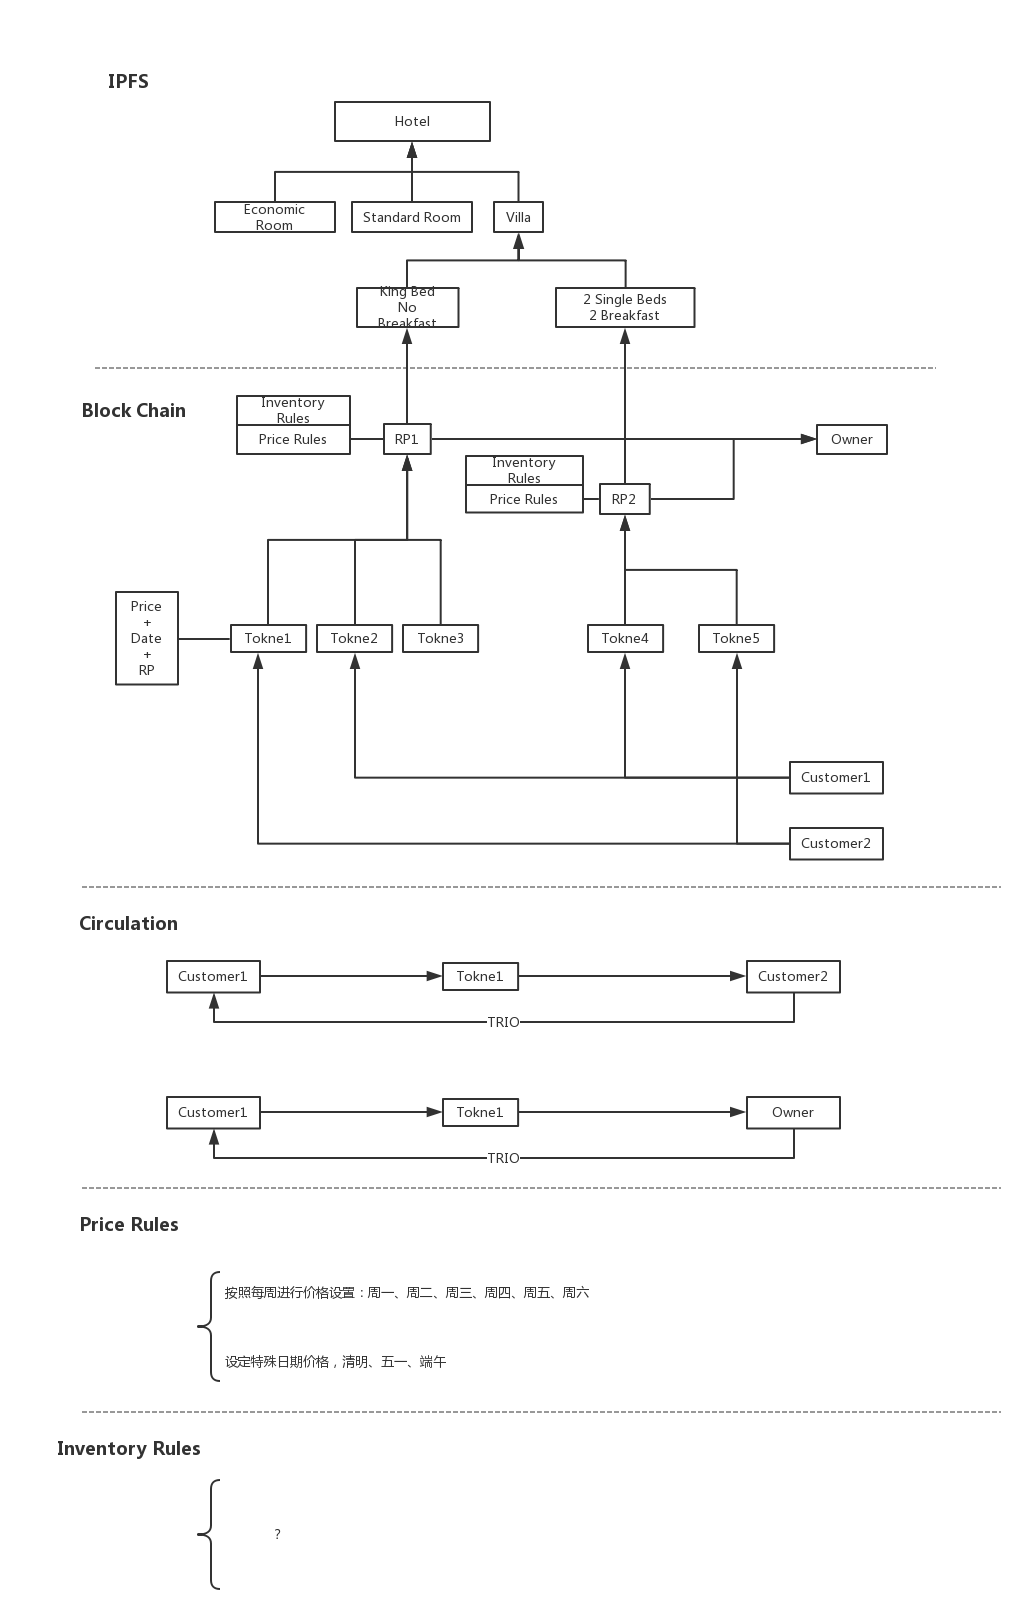 IPFS
Hotel
Economic
Room
Standard Room
Villa
King Bed
No
Breakfast
2 Single Beds
2 Breakfast
Block Chain
Inventory
Rules
Price Rules
RP1
Owner
Inventory
Rules
Price Rules
RP2
Price
+
Date
+
RP
Tokne1
Tokne2
Tokne3
Tokne4
Tokne5
Customer1
Customer2
Circulation
Customer1
Tokne1
Customer2
TRIO
Customer1
Tokne1
Owner
TRIO
Price Rules
按照每周进行价格设置：周一、周二、周三、周四、周五、周六
设定特殊日期价格，清明、五一、端午
Inventory Rules
?